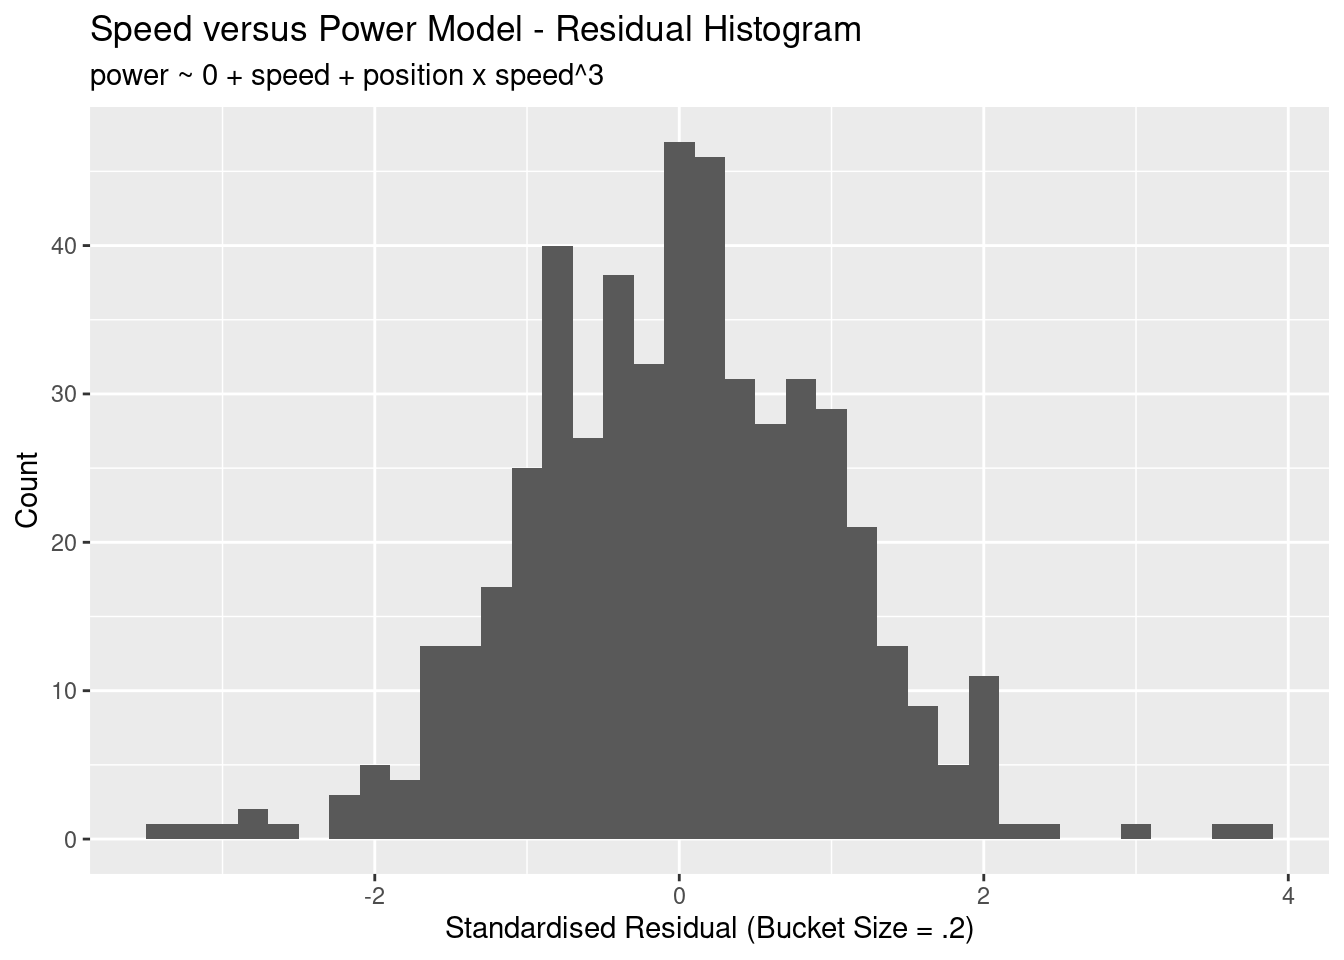 Speed versus Power Model - Residual Histogram
power ~ 0 + speed + position x speed^3
Count
40
30
20
10
0
-2
0
2
4
Standardised Residual (Bucket Size = .2)